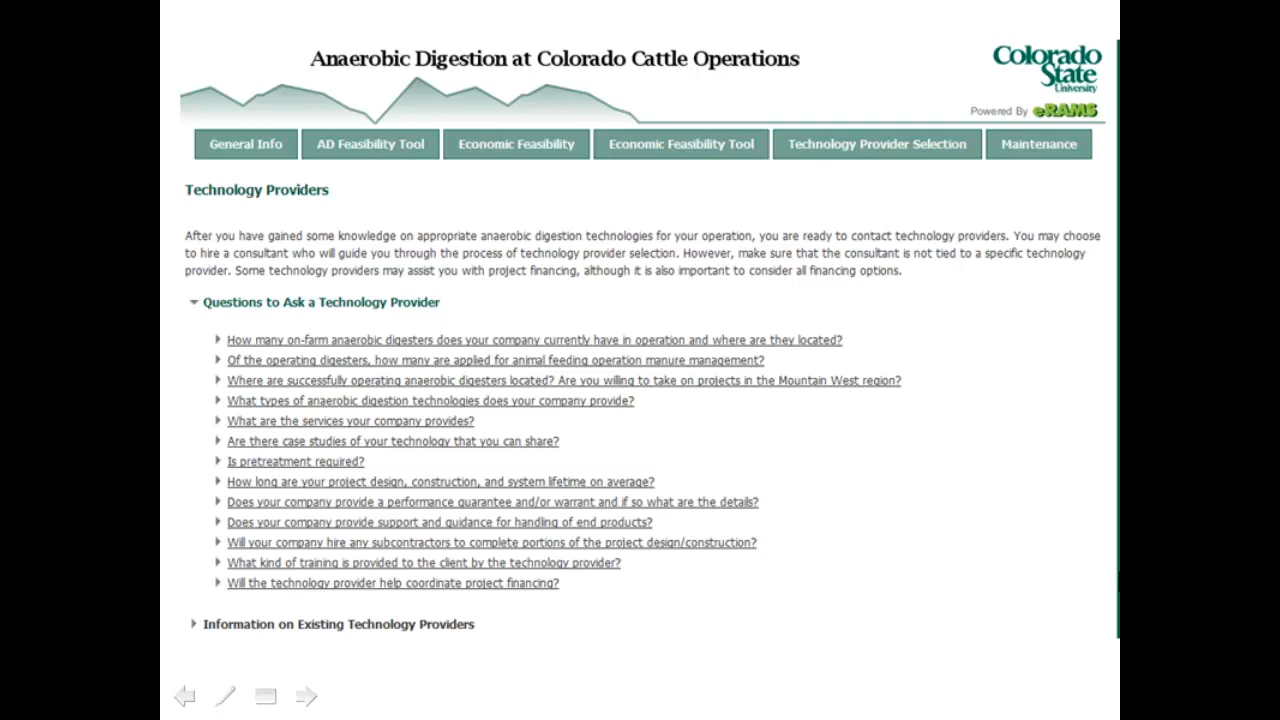 Anaerobic Digestion at Colorado Cattle Operations
Colorado
State
University
Powered By eRAMS
General Info
AD Feasibility Tool
Economic Feasibility
Economic Feasibility Tool
Technology Provider Selection
Maintenance
Technology Providers
After you have gained some knowledge on appropriate anaerobic digestion technologies for your operation, you are ready to contact technology providers. You may choose
to hire a consultant who will guide you through the process of technology provider selection. However, make sure that the consultant is not tied to a specific technology
provider. Some technology providers may assist you with project financing, although it is also important to consider all financing options.
Questions to Ask a Technology Provider
How many on-farm anaerobic digesters does your company currently have in operation and where are they located?
Of the operating digesters, how many are applied for animal feeding operation manure management?
Where are successfully operating anaerobic digesters located? Are you willing to take on projects in the Mountain West region?
What types of anaerobic digestion technologies does your company provide?
What are the services your company provides?
Are there case studies of your technology that you can share?
Is pretreatment required?
How long are your project design, construction, and system lifetime on average?
Does your company provide a performance guarantee and/or warrant and if so what are the details?
Does your company provide support and guidance for handling of end products?
Will your company hire any subcontractors to complete portions of the project design/construction?
What kind of training is provided to the client by the technology provider?
Will the technology provider help coordinate project financing?
Information on Existing Technology Providers